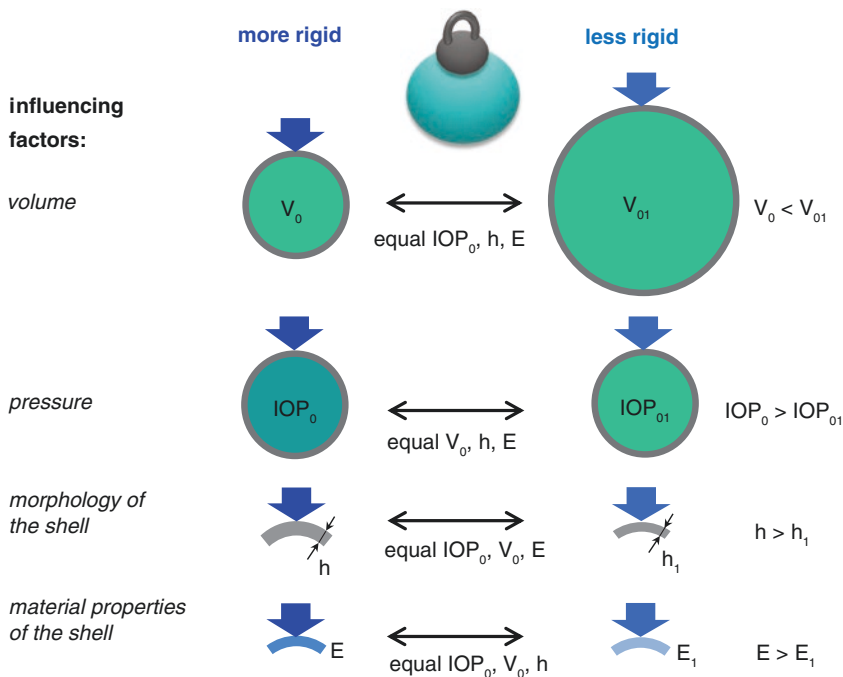 more rigid
less rigid
influencing
factors:
volume
V₀
equal IOP₀, h, E
V₀₁
V₀ < V₀₁
pressure
IOP₀
equal V₀, h, E
IOP₀₁
IOP₀ > IOP₀₁
morphology of
the shell
h
equal IOP₀, V₀, E
h₁
h > h₁
material properties
of the shell
E
equal IOP₀, V₀, h
E₁
E > E₁